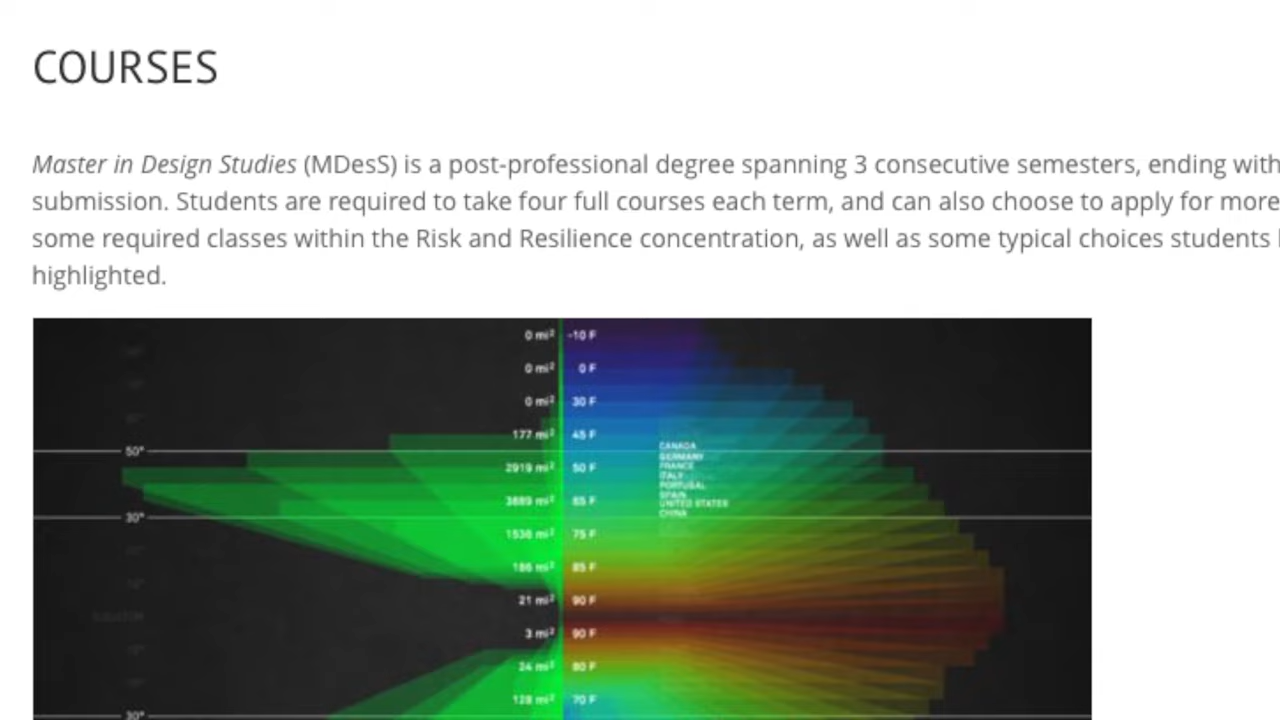 COURSES
Master in Design Studies (MDesS) is a post-professional degree spanning 3 consecutive semesters, ending with
submission. Students are required to take four full courses each term, and can also choose to apply for more
some required classes within the Risk and Resilience concentration, as well as some typical choices students
highlighted.
0 mi² -10 F
0 mi² 0 F
0 mi² 30 F
177 mi² 45 F
CANADA
50°
GERMANY
FRANCE
2919 mi² 50 F
ITALY
PORTUGAL
SPAIN
3889 mi² 65 F
UNITED STATES
CHINA
30°
1536 mi² 75 F
186 mi² 85 F
21 mi² 90 F
EQUATOR
3 mi² 90 F
24 mi² 80 F
128 mi² 70 F
30°